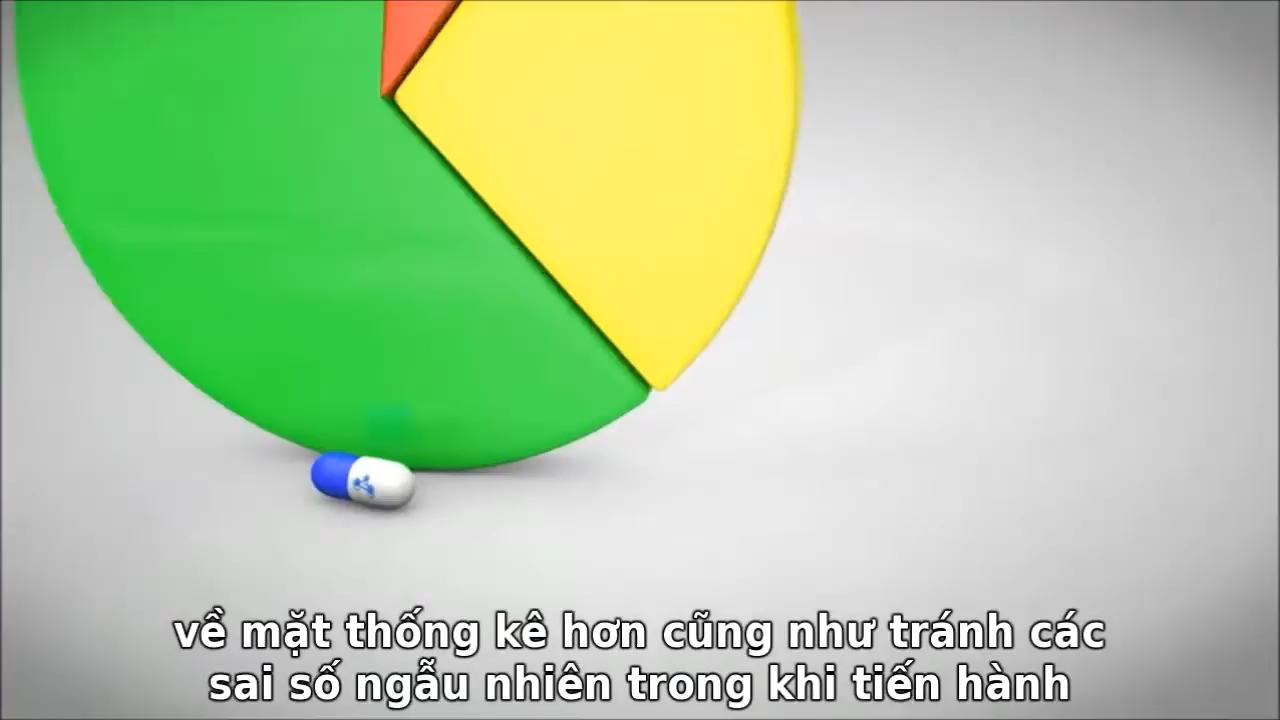 về mặt thống kê hơn cũng như tránh các
sai số ngẫu nhiên trong khi tiến hành